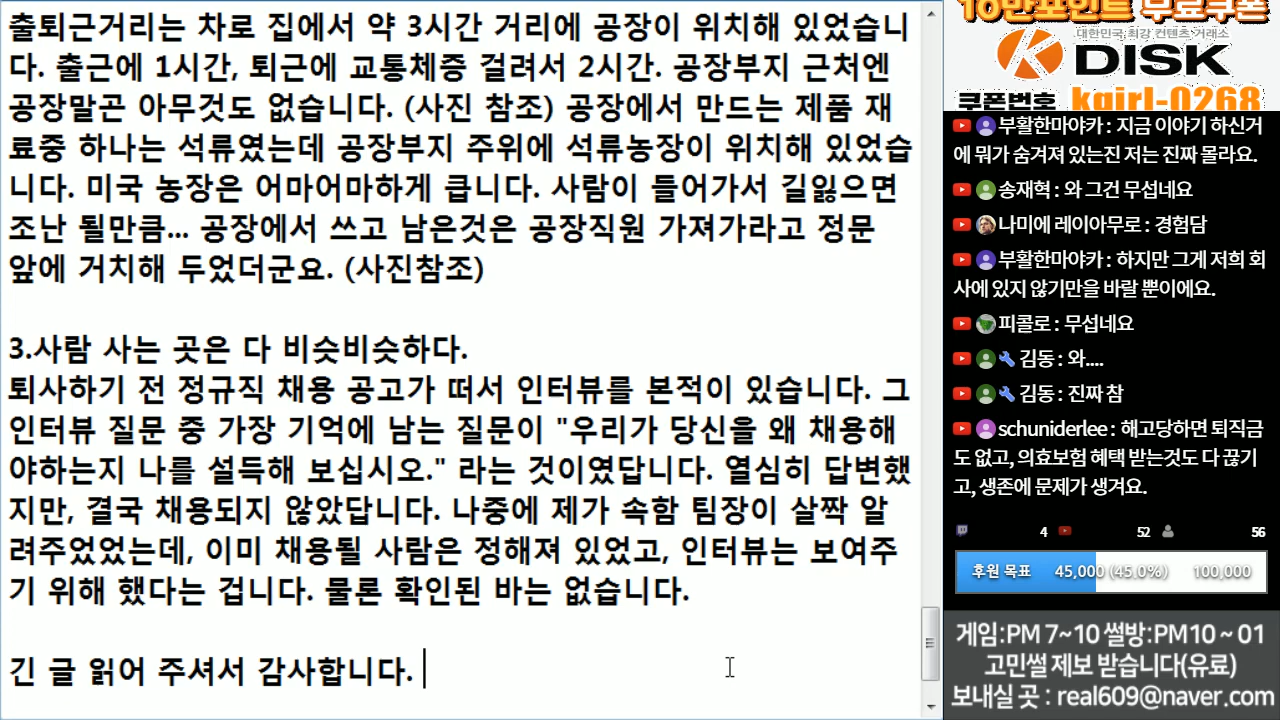 출퇴근거리는 차로 집에서 약 3시간 거리에 공장이 위치해 있었습니
다. 출근에 1시간, 퇴근에 교통체증 걸려서 2시간. 공장부지 근처엔
공장말곤 아무것도 없습니다. (사진 참조) 공장에서 만드는 제품 재
료중 하나는 석류였는데 공장부지 주위에 석류농장이 위치해 있었습
니다. 미국 농장은 어마어마하게 큽니다. 사람이 들어가서 길잃으면
조난 될만큼... 공장에서 쓰고 남은것은 공장직원 가져가라고 정문
앞에 거치해 두었더군요. (사진참조)
3.사람 사는 곳은 다 비슷비슷하다.
퇴사하기 전 정규직 채용 공고가 떠서 인터뷰를 본적이 있습니다. 그
인터뷰 질문 중 가장 기억에 남는 질문이 "우리가 당신을 왜 채용해
야하는지 나를 설득해 보십시오." 라는 것이였답니다. 열심히 답변했
지만, 결국 채용되지 않았답니다. 나중에 제가 속함 팀장이 살짝 알
려주었었는데, 이미 채용될 사람은 정해져 있었고, 인터뷰는 보여주
기 위해 했다는 겁니다. 물론 확인된 바는 없습니다.
긴 글 읽어 주셔서 감사합니다.
10만포인트 무료쿠폰
대한민국 최강 컨텐츠 거래소
K DISK
쿠폰번호 kgirl-0268
부활한마야카 : 지금 이야기 하신거
에 뭐가 숨겨져 있는진 저는 진짜 몰라요.
송재혁 : 와 그건 무섭네요
나미에 레이아무로 : 경험담
부활한마야카 : 하지만 그게 저희 회
사에 있지 않기만을 바랄 뿐이에요.
피콜로 : 무섭네요
김동 : 와....
김동 : 진짜 참
schuniderlee : 해고당하면 퇴직금
도 없고, 의효보험 혜택 받는것도 다 끊기
고, 생존에 문제가 생겨요.
4 52 56
후원 목표 45,000 (45.0%) 100,000
게임:PM 7~10 썰방:PM10 ~ 01
고민썰 제보 받습니다(유료)
보내실 곳 : real609@naver.com